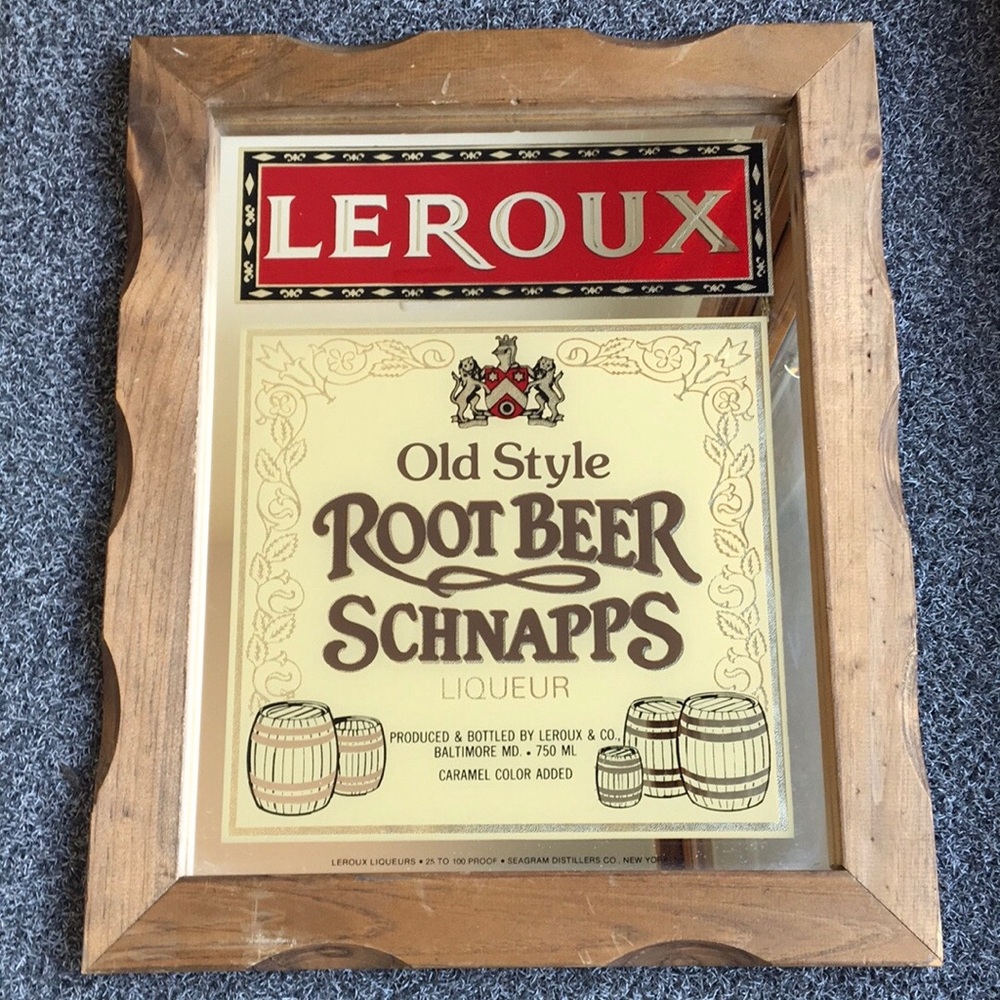 LEROUX
Old Style
ROOT BEER
SCHNAPPS
LIQUEUR
PRODUCED & BOTTLED BY LEROUX & CO.,
BALTIMORE MD. • 750 ML
CARAMEL COLOR ADDED
LEROUX LIQUEURS • 25 TO 100 PROOF • SEAGRAM DISTILLERS CO., NEW YORK